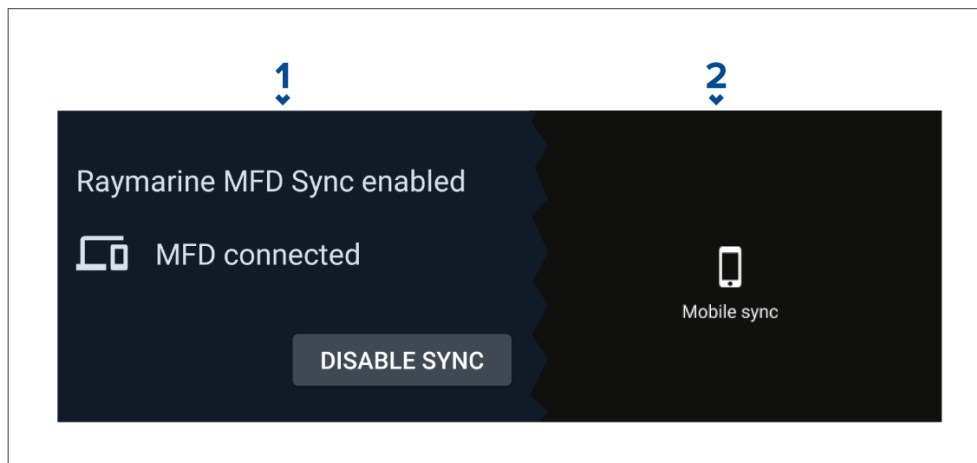 1
2
Raymarine MFD Sync enabled
MFD connected
DISABLE SYNC
Mobile sync